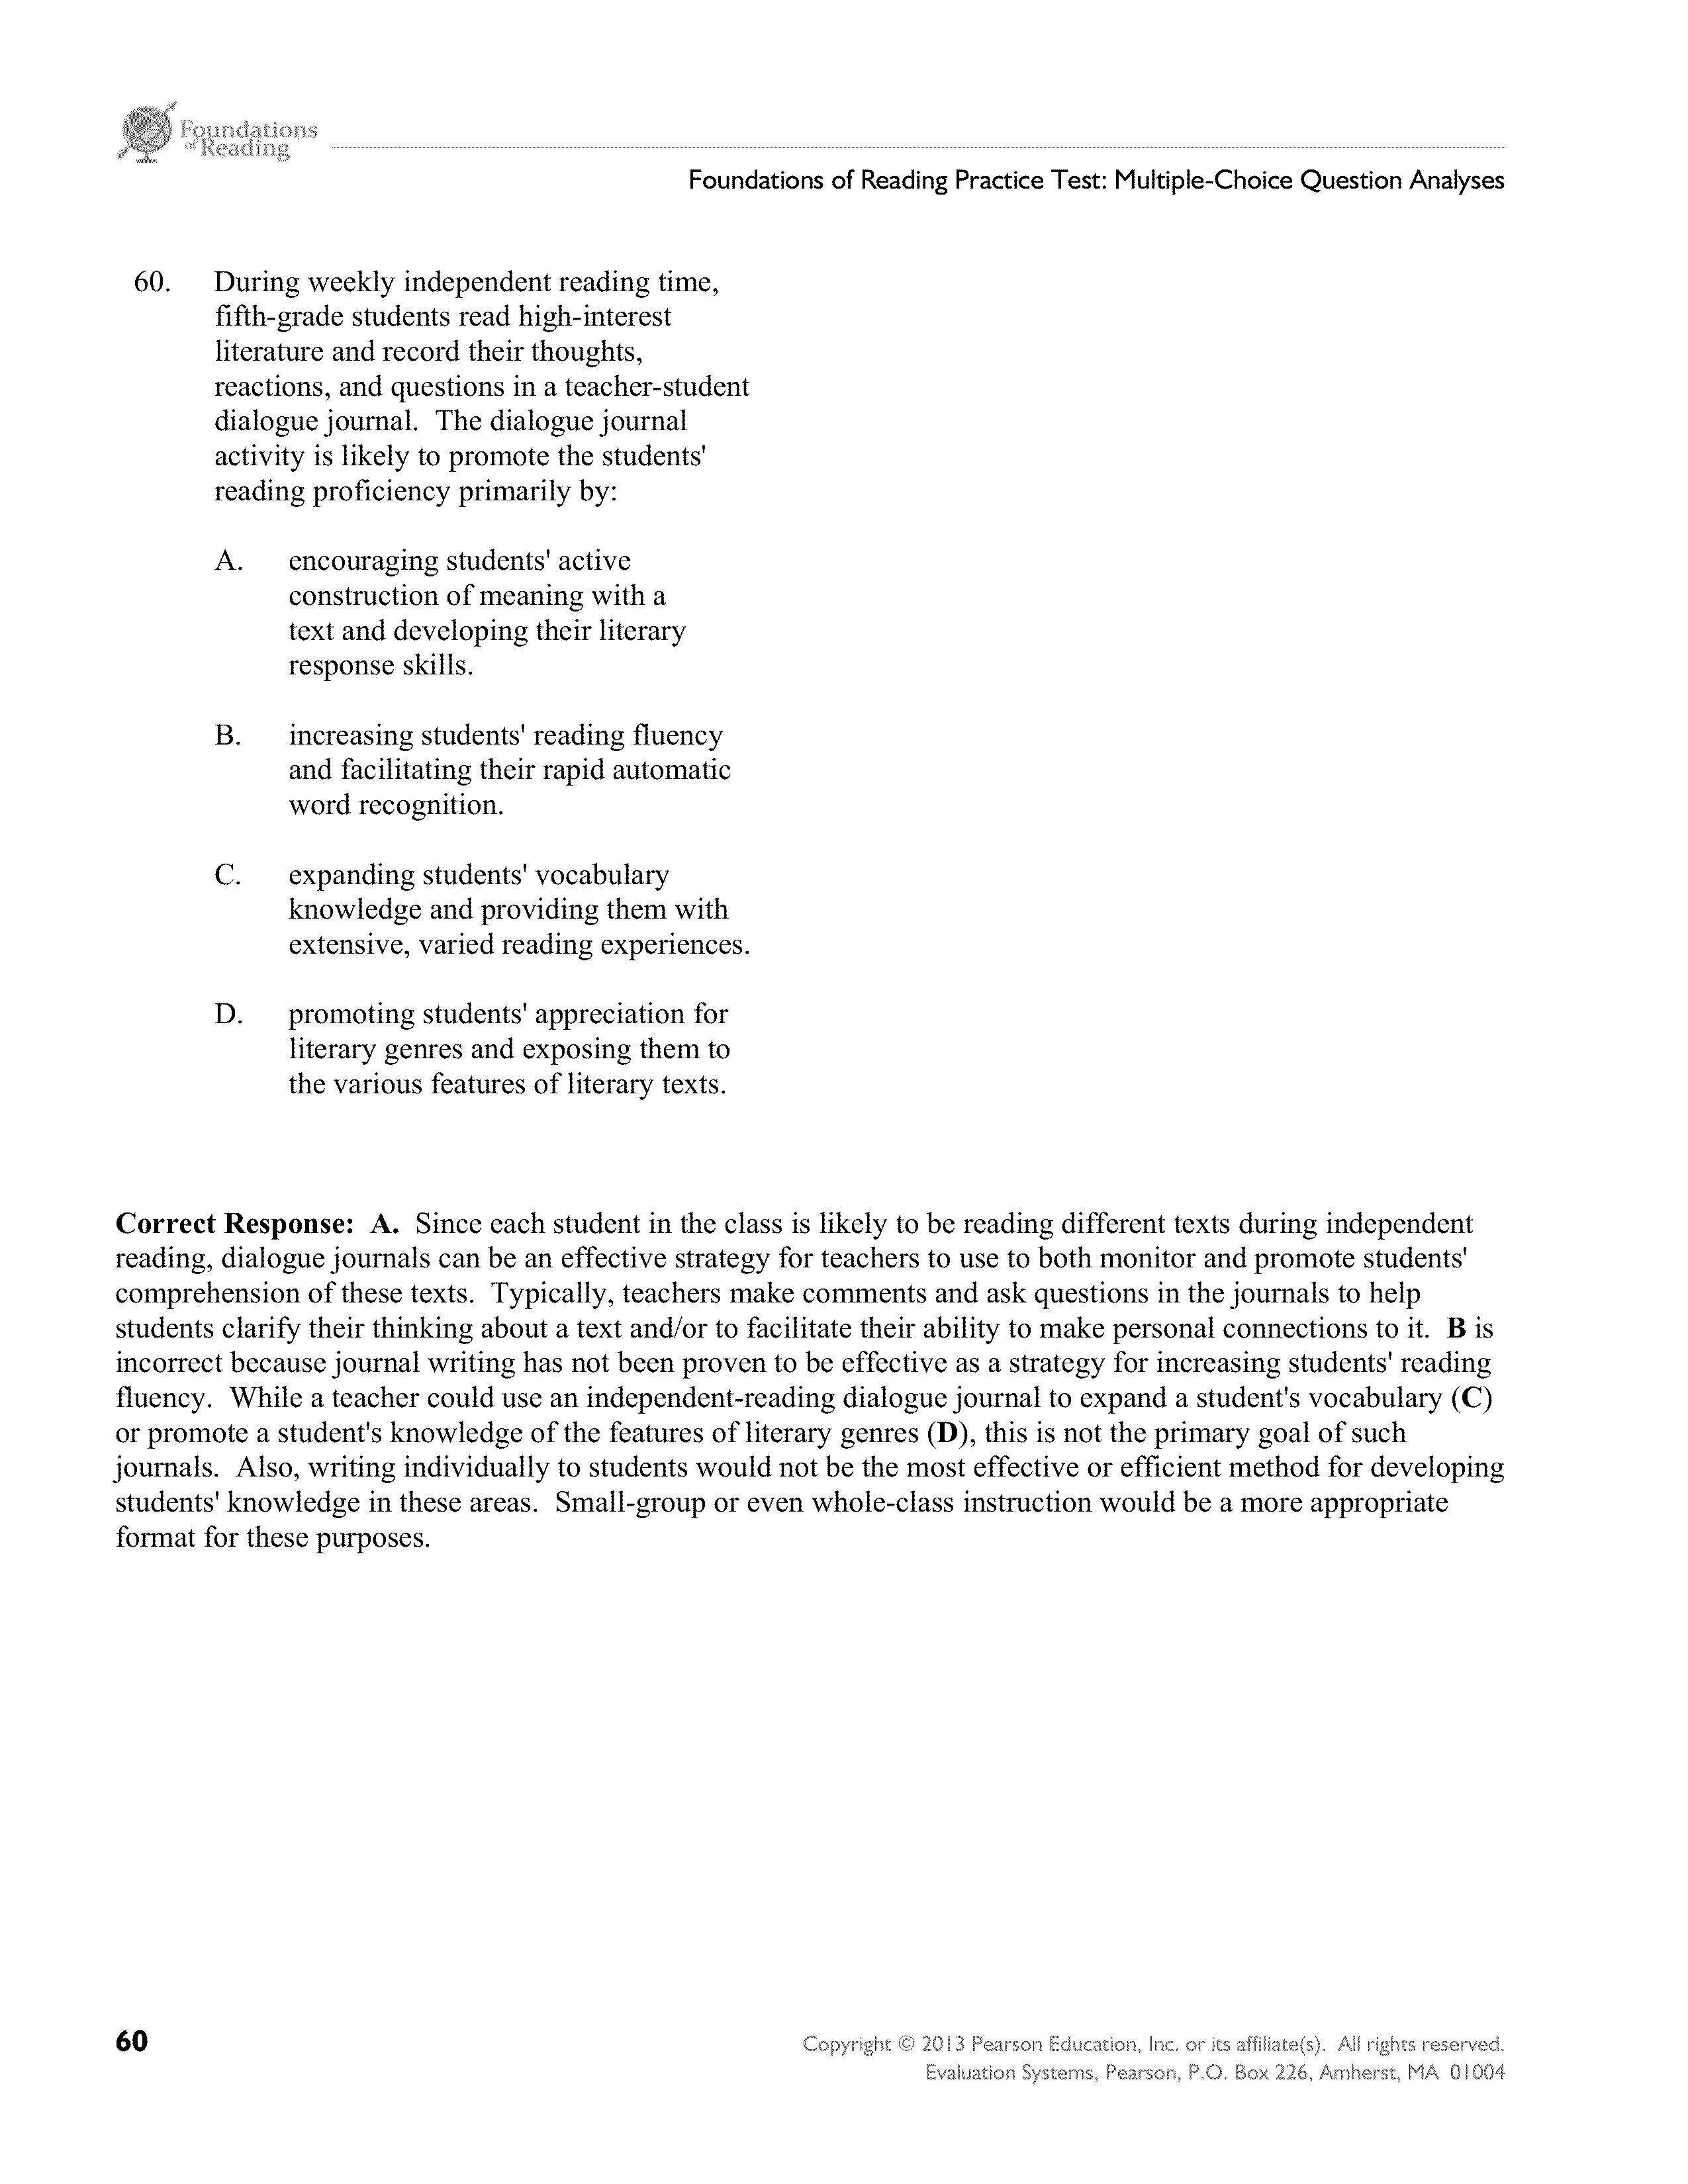 Foundations
of Reading
Foundations of Reading Practice Test: Multiple-Choice Question Analyses
60. During weekly independent reading time,
fifth-grade students read high-interest
literature and record their thoughts,
reactions, and questions in a teacher-student
dialogue journal.  The dialogue journal
activity is likely to promote the students'
reading proficiency primarily by:
A. encouraging students' active
construction of meaning with a
text and developing their literary
response skills.
B. increasing students' reading fluency
and facilitating their rapid automatic
word recognition.
C. expanding students' vocabulary
knowledge and providing them with
extensive, varied reading experiences.
D. promoting students' appreciation for
literary genres and exposing them to
the various features of literary texts.
Correct Response:  A.  Since each student in the class is likely to be reading different texts during independent
reading, dialogue journals can be an effective strategy for teachers to use to both monitor and promote students'
comprehension of these texts.  Typically, teachers make comments and ask questions in the journals to help
students clarify their thinking about a text and/or to facilitate their ability to make personal connections to it.  B is
incorrect because journal writing has not been proven to be effective as a strategy for increasing students' reading
fluency.  While a teacher could use an independent-reading dialogue journal to expand a student's vocabulary (C)
or promote a student's knowledge of the features of literary genres (D), this is not the primary goal of such
journals.  Also, writing individually to students would not be the most effective or efficient method for developing
students' knowledge in these areas.  Small-group or even whole-class instruction would be a more appropriate
format for these purposes.
60
Copyright © 2013 Pearson Education, Inc. or its affiliate(s).  All rights reserved.
Evaluation Systems, Pearson, P.O. Box 226, Amherst, MA  01004